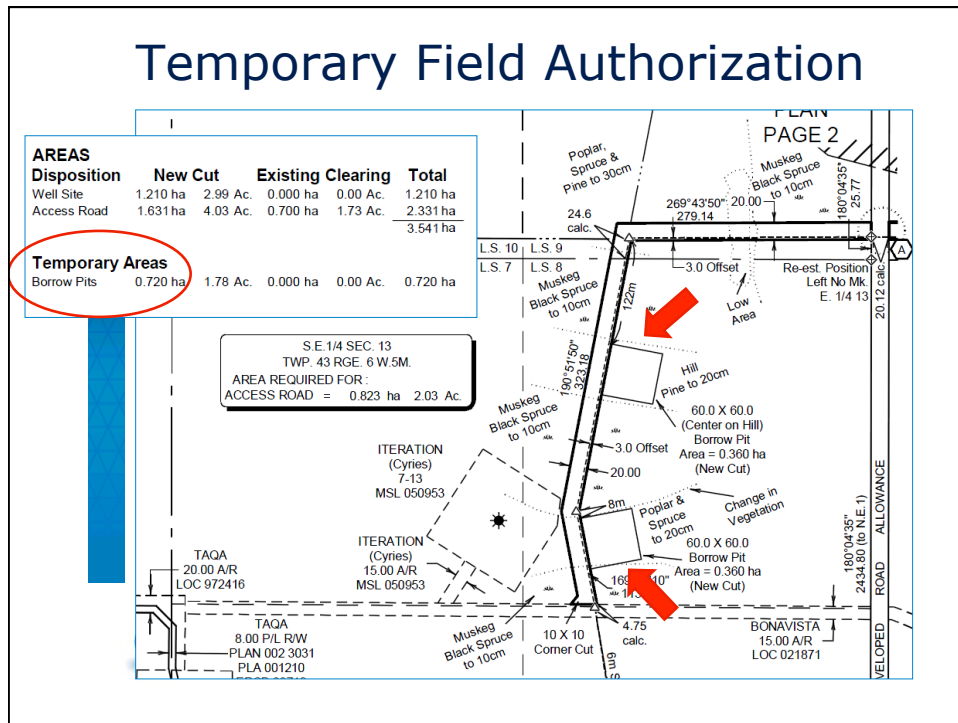 Temporary Field Authorization
AREAS
Disposition New Cut Existing Clearing Total
Well Site 1.210 ha 2.99 Ac. 0.000 ha 0.00 Ac. 1.210 ha
Access Road 1.631 ha 4.03 Ac. 0.700 ha 1.73 Ac. 2.331 ha
3.541 ha
Temporary Areas
Borrow Pits 0.720 ha 1.78 Ac. 0.000 ha 0.00 Ac. 0.720 ha
PLAN
PAGE 2
Poplar,
Spruce &
Pine to 30cm
Muskeg
Black Spruce
to 10cm
269°43'50"
279.14
20.00
180°04'35"
25.77
24.6
calc.
L.S. 10
L.S. 9
L.S. 7
L.S. 8
3.0 Offset
Re-est. Position
Left No Mk.
E. 1/4 13
A
20.12 calc.
Low
Area
Muskeg
Black Spruce
to 10cm
122m
190°51'50"
323.18
S.E.1/4 SEC. 13
TWP. 43 RGE. 6 W.5M.
AREA REQUIRED FOR :
ACCESS ROAD = 0.823 ha 2.03 Ac.
Hill
Pine to 20cm
60.0 X 60.0
(Center on Hill)
Borrow Pit
Area = 0.360 ha
(New Cut)
Muskeg
Black Spruce
to 10cm
3.0 Offset
20.00
ITERATION
(Cyries)
7-13
MSL 050953
8m
Poplar &
Spruce
to 20cm
Change in
Vegetation
60.0 X 60.0
Borrow Pit
Area = 0.360 ha
(New Cut)
ITERATION
(Cyries)
15.00 A/R
MSL 050953
180°04'35"
2434.80 (to N.E.1)
ROAD ALLOWANCE
TAQA
20.00 A/R
LOC 972416
TAQA
8.00 P/L R/W
PLAN 002 3031
PLA 001210
Muskeg
Black Spruce
to 10cm
10 X 10
Corner Cut
4.75
calc.
BONAVISTA
15.00 A/R
LOC 021871